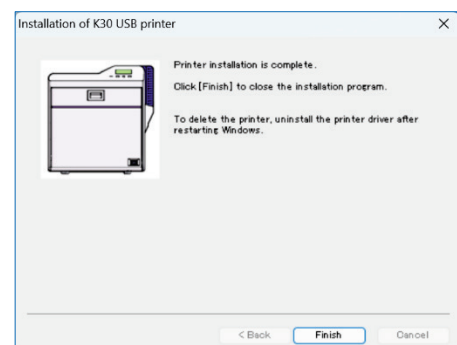 Installation of K30 USB printer
Printer installation is complete.
Click [Finish] to close the installation program.
To delete the printer, uninstall the printer driver after
restarting Windows.
< Back
Finish
Cancel